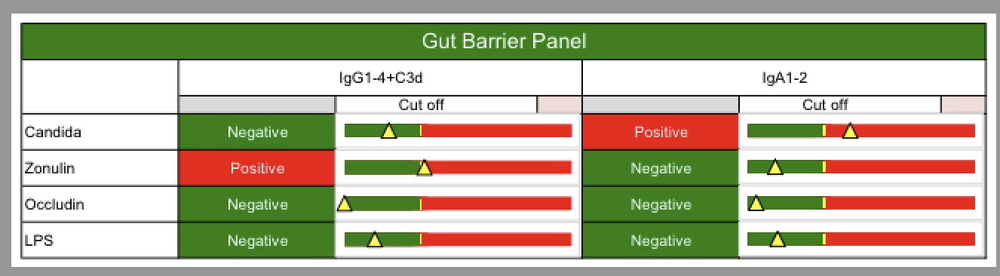 Gut Barrier Panel
IgG1-4+C3d IgA1-2
Cut off Cut off
Candida Negative Positive
Zonulin Positive Negative
Occludin Negative Negative
LPS Negative Negative